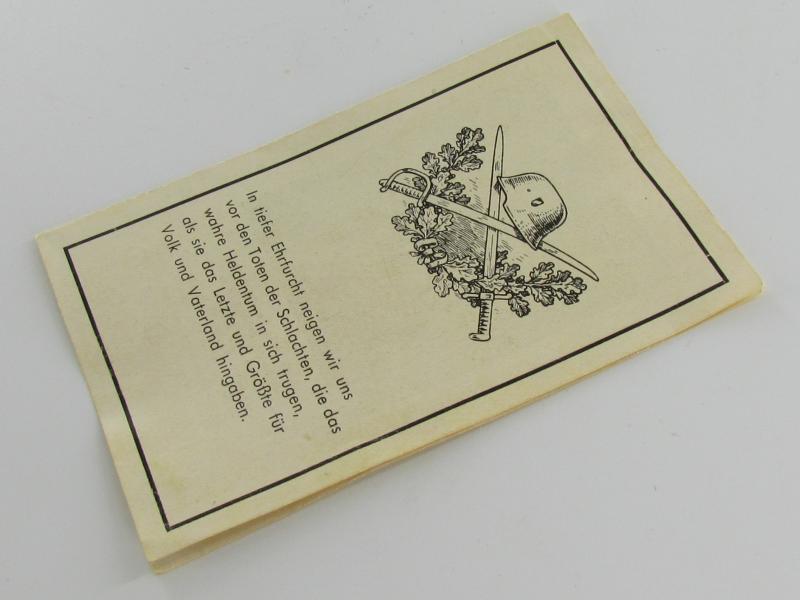 In tiefer Ehrfurcht neigen wir uns
vor den Toten der Schlachten, die das
wahre Heldentum in sich trugen,
als sie das Letzte und Größte für
Volk und Vaterland hingaben.